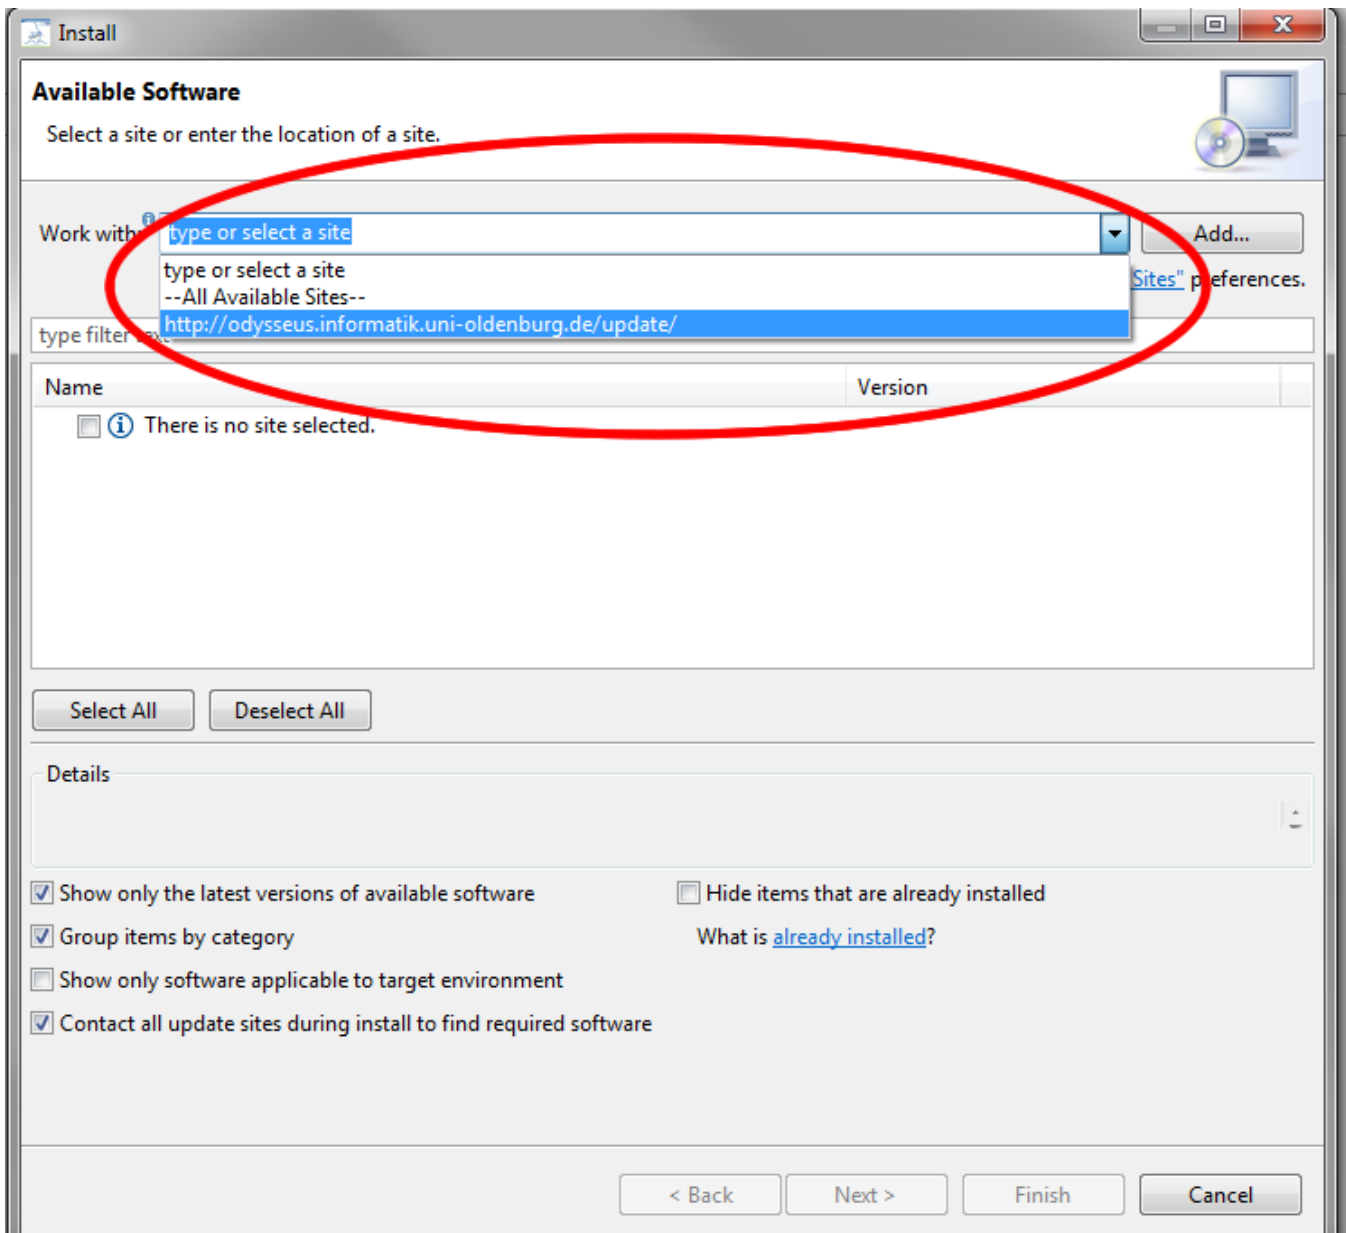 Install
Available Software
Select a site or enter the location of a site.
Work with:
type or select a site
Add...
type or select a site
--All Available Sites--
http://odysseus.informatik.uni-oldenburg.de/update/
Sites" preferences.
type filter text
Name Version
There is no site selected.
Select All Deselect All
Details
Show only the latest versions of available software
Hide items that are already installed
Group items by category
What is already installed?
Show only software applicable to target environment
Contact all update sites during install to find required software
< Back Next > Finish Cancel